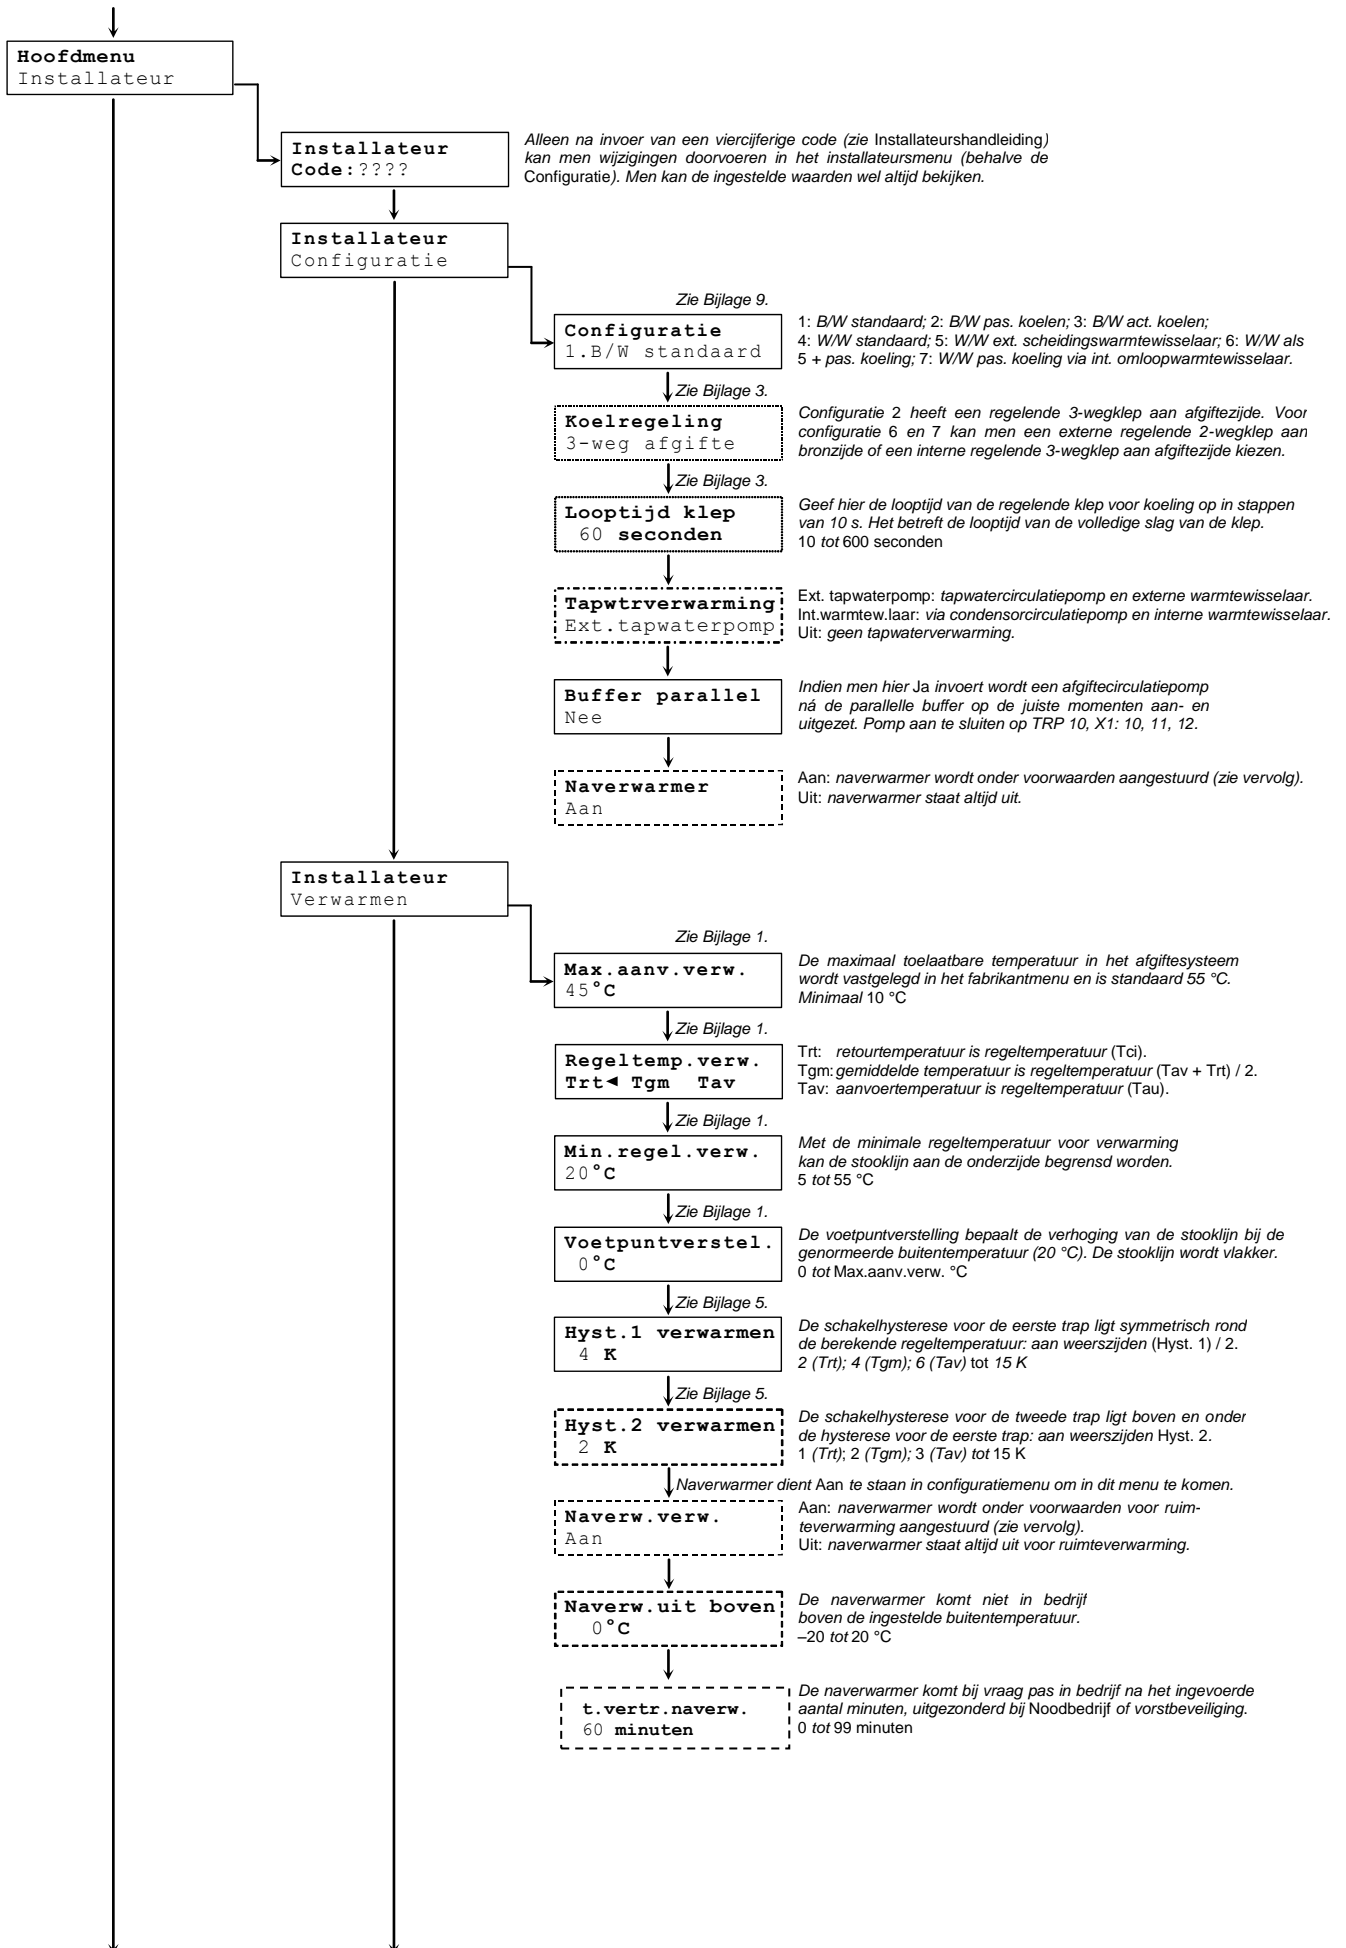 Hoofdmenu
Installateur
Installateur
Code:????
Alleen na invoer van een viercijferige code (zie Installateurshandleiding)
kan men wijzigingen doorvoeren in het installateursmenu (behalve de
Configuratie). Men kan de ingestelde waarden wel altijd bekijken.
Installateur
Configuratie
Zie Bijlage 9.
Configuratie
1.B/W standaard
1: B/W standaard; 2: B/W pas. koelen; 3: B/W act. koelen;
4: W/W standaard; 5: W/W ext. scheidingswarmtewisselaar; 6: W/W als
5 + pas. koeling; 7: W/W pas. koeling via int. omloopwarmtewisselaar.
Zie Bijlage 3.
Koelregeling
3-weg afgifte
Configuratie 2 heeft een regelende 3-wegklep aan afgiftezijde. Voor
configuratie 6 en 7 kan men een externe regelende 2-wegklep aan
bronzijde of een interne regelende 3-wegklep aan afgiftezijde kiezen.
Zie Bijlage 3.
Looptijd klep
60 seconden
Geef hier de looptijd van de regelende klep voor koeling op in stappen
van 10 s. Het betreft de looptijd van de volledige slag van de klep.
10 tot 600 seconden
Tapwtrverwarming
Ext.tapwaterpomp
Ext. tapwaterpomp: tapwatercirculatiepomp en externe warmtewisselaar.
Int.warmtew.laar: via condensorcirculatiepomp en interne warmtewisselaar.
Uit: geen tapwaterverwarming.
Buffer parallel
Nee
Indien men hier Ja invoert wordt een afgiftecirculatiepomp
ná de parallelle buffer op de juiste momenten aan- en
uitgezet. Pomp aan te sluiten op TRP 10, X1: 10, 11, 12.
Naverwarmer
Aan
Aan: naverwarmer wordt onder voorwaarden aangestuurd (zie vervolg).
Uit: naverwarmer staat altijd uit.
Installateur
Verwarmen
Zie Bijlage 1.
Max.aanv.verw.
45°C
De maximaal toelaatbare temperatuur in het afgiftesysteem
wordt vastgelegd in het fabrikantmenu en is standaard 55 °C.
Minimaal 10 °C
Zie Bijlage 1.
Regeltemp.verw.
Trt◄ Tgm Tav
Trt: retourtemperatuur is regeltemperatuur (Tci).
Tgm: gemiddelde temperatuur is regeltemperatuur (Tav + Trt) / 2.
Tav: aanvoertemperatuur is regeltemperatuur (Tau).
Zie Bijlage 1.
Min.regel.verw.
20°C
Met de minimale regeltemperatuur voor verwarming
kan de stooklijn aan de onderzijde begrensd worden.
5 tot 55 °C
Zie Bijlage 1.
Voetpuntverstel.
0°C
De voetpuntverstelling bepaalt de verhoging van de stooklijn bij de
genormeerde buitentemperatuur (20 °C). De stooklijn wordt vlakker.
0 tot Max.aanv.verw. °C
Zie Bijlage 5.
Hyst.1 verwarmen
4 K
De schakelhysterese voor de eerste trap ligt symmetrisch rond
de berekende regeltemperatuur: aan weerszijden (Hyst. 1) / 2.
2 (Trt); 4 (Tgm); 6 (Tav) tot 15 K
Zie Bijlage 5.
Hyst.2 verwarmen
2 K
De schakelhysterese voor de tweede trap ligt boven en onder
de hysterese voor de eerste trap: aan weerszijden Hyst. 2.
1 (Trt); 2 (Tgm); 3 (Tav) tot 15 K
Naverwarmer dient Aan te staan in configuratiemenu om in dit menu te komen.
Naverw.verw.
Aan
Aan: naverwarmer wordt onder voorwaarden voor ruim-
teverwarming aangestuurd (zie vervolg).
Uit: naverwarmer staat altijd uit voor ruimteverwarming.
Naverw.uit boven
0°C
De naverwarmer komt niet in bedrijf
boven de ingestelde buitentemperatuur.
–20 tot 20 °C
t.vertr.naverw.
60 minuten
De naverwarmer komt bij vraag pas in bedrijf na het ingevoerde
aantal minuten, uitgezonderd bij Noodbedrijf of vorstbeveiliging.
0 tot 99 minuten